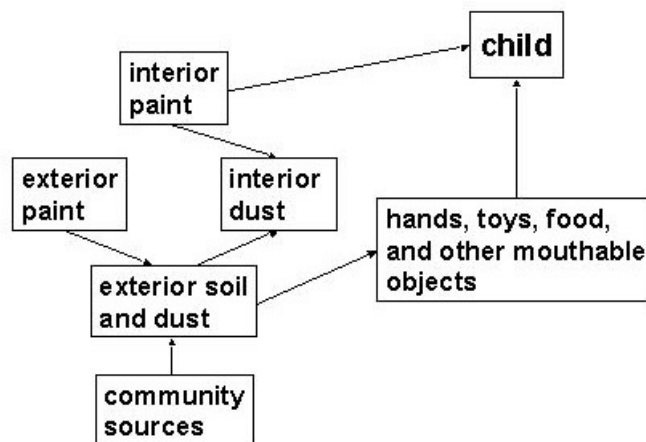 child
interior
paint
exterior
paint
interior
dust
hands, toys, food,
and other mouthable
objects
exterior soil
and dust
community
sources